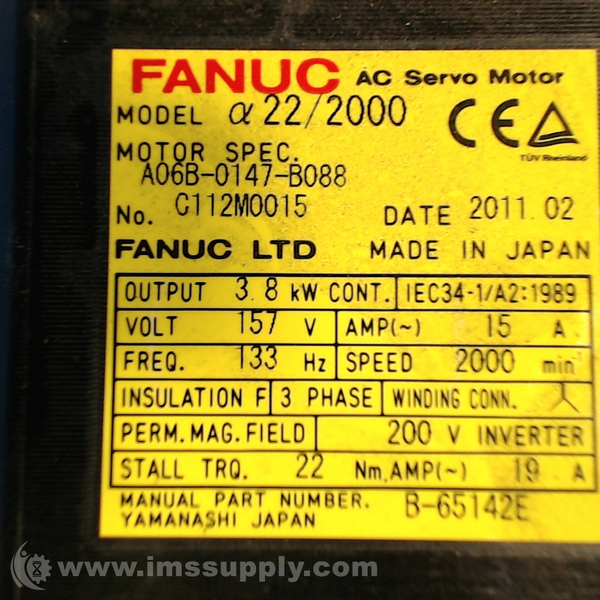 FANUC AC Servo Motor
MODEL α22/2000
CE
TÜV Rheinland
MOTOR SPEC.
A06B-0147-B088
No. C112M0015 DATE 2011.02
FANUC LTD MADE IN JAPAN
OUTPUT 3.8 kW CONT. IEC34-1/A2:1989
VOLT 157 V AMP(~) 15 A
FREQ. 133 Hz SPEED 2000 min⁻¹
INSULATION F 3 PHASE WINDING CONN.
PERM.MAG.FIELD 200 V INVERTER
STALL TRQ. 22 Nm,AMP(~) 19 A
MANUAL PART NUMBER. B-65142E
YAMANASHI JAPAN
www.imssupply.com